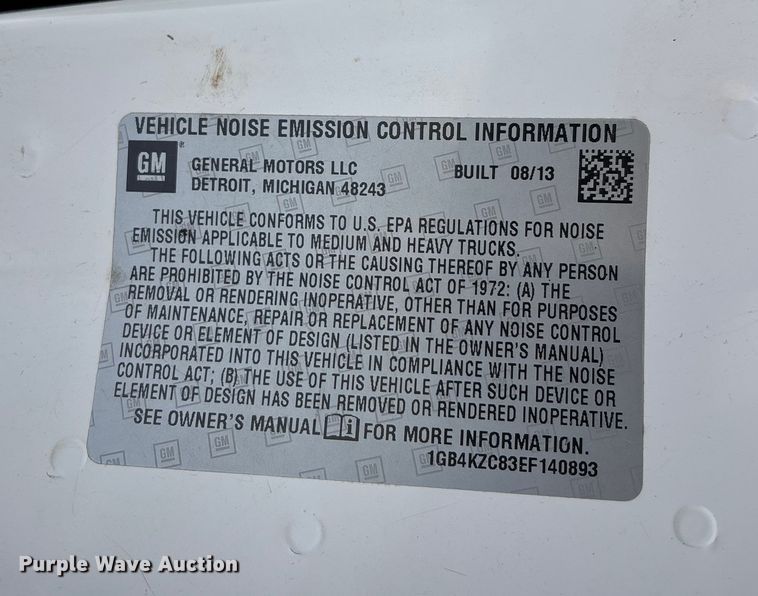 VEHICLE NOISE EMISSION CONTROL INFORMATION
GM
GENERAL MOTORS LLC BUILT 08/13
DETROIT, MICHIGAN 48243
THIS VEHICLE CONFORMS TO U.S. EPA REGULATIONS FOR NOISE
EMISSION APPLICABLE TO MEDIUM AND HEAVY TRUCKS.
THE FOLLOWING ACTS OR THE CAUSING THEREOF BY ANY PERSON
ARE PROHIBITED BY THE NOISE CONTROL ACT OF 1972: (A) THE
REMOVAL OR RENDERING INOPERATIVE, OTHER THAN FOR PURPOSES
OF MAINTENANCE, REPAIR OR REPLACEMENT OF ANY NOISE CONTROL
DEVICE OR ELEMENT OF DESIGN (LISTED IN THE OWNER'S MANUAL)
INCORPORATED INTO THIS VEHICLE IN COMPLIANCE WITH THE NOISE
CONTROL ACT; (B) THE USE OF THIS VEHICLE AFTER SUCH DEVICE OR
ELEMENT OF DESIGN HAS BEEN REMOVED OR RENDERED INOPERATIVE.
SEE OWNER'S MANUAL i FOR MORE INFORMATION.
1GB4KZC83EF140893
Purple Wave Auction